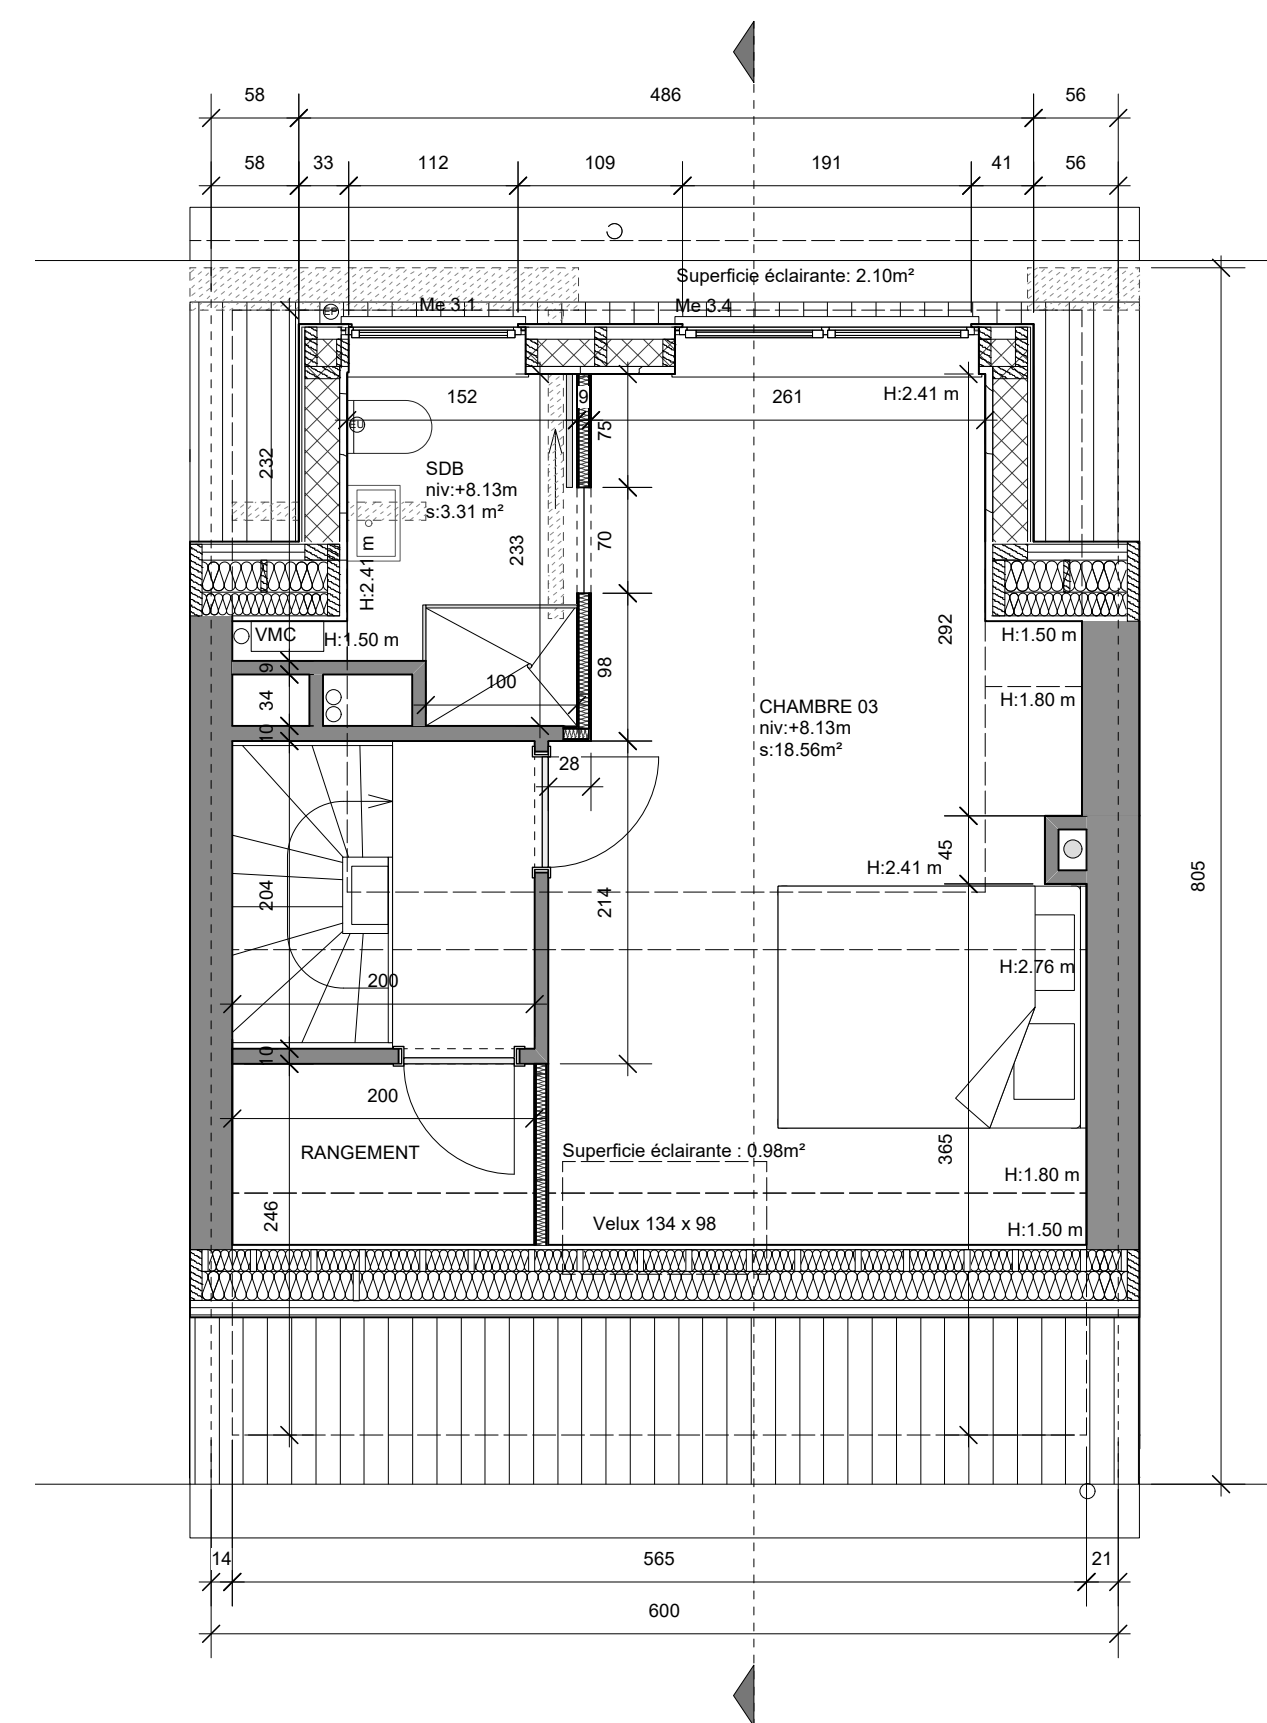 58
486
56
58
33
112
109
191
41
56
Superficie éclairante: 2.10m²
Me 3.1
Me 3.4
EP
152
9
261
H:2.41 m
EU
75
232
SDB
niv:+8.13m
s:3.31 m²
233
70
H:2.41 m
VMC
H:1.50 m
292
H:1.50 m
9
98
100
34
H:1.80 m
CHAMBRE 03
niv:+8.13m
s:18.56m²
10
28
45
H:2.41 m
805
204
214
H:2.76 m
200
10
200
RANGEMENT
Superficie éclairante : 0.98m²
365
H:1.80 m
246
Velux 134 x 98
H:1.50 m
14
565
21
600